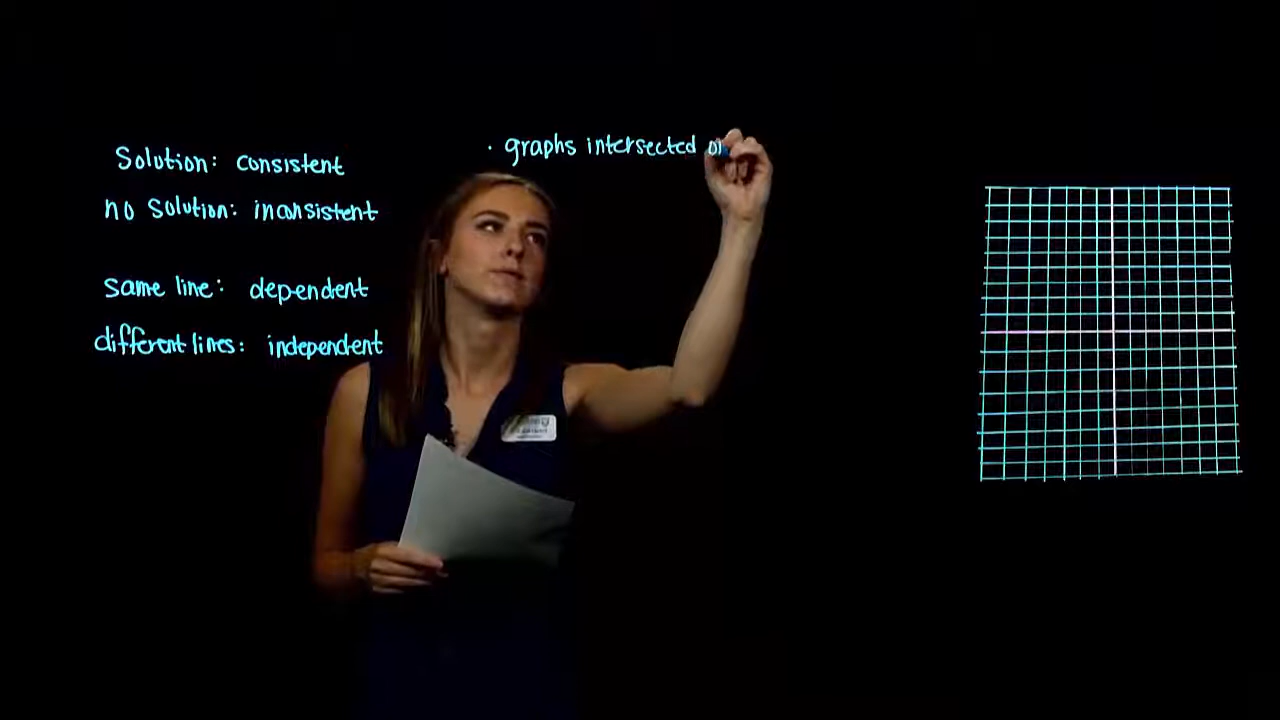 Solution: consistent
no solution: inconsistent
same line: dependent
different lines: independent
· graphs intersected